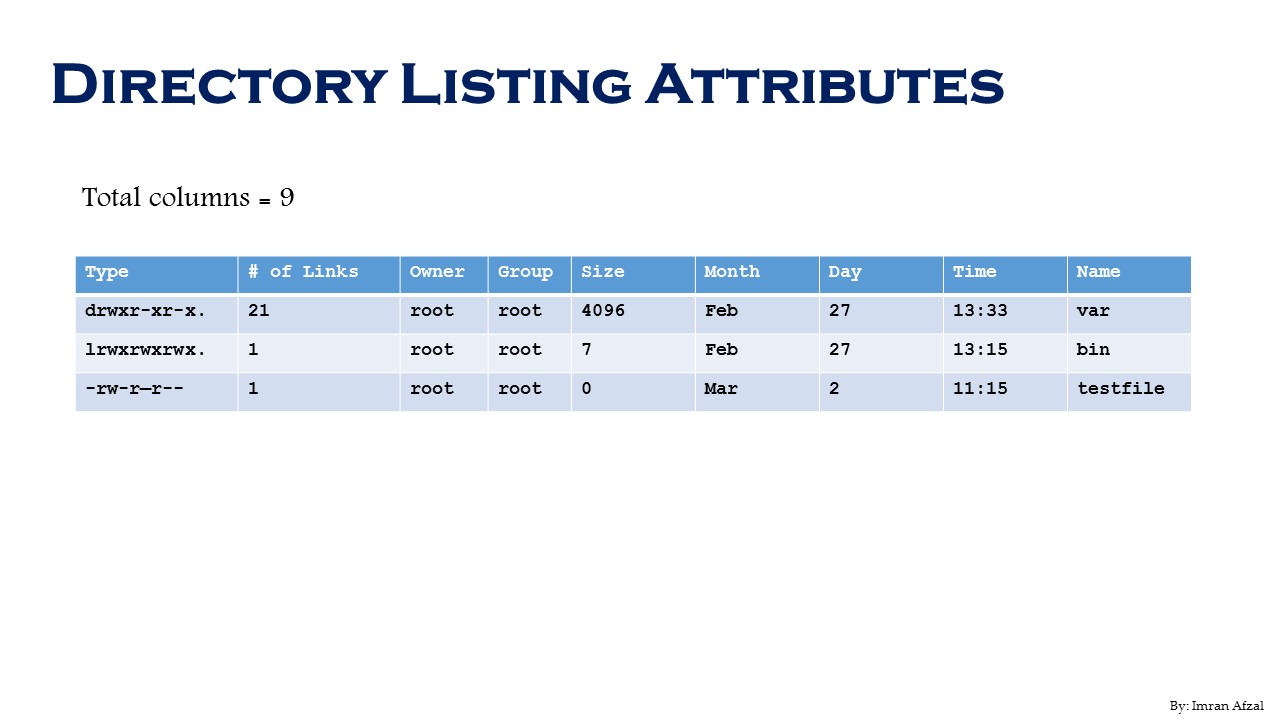 Directory Listing Attributes
Total columns = 9
Type # of Links Owner Group Size Month Day Time Name
drwxr-xr-x. 21 root root 4096 Feb 27 13:33 var
lrwxrwxrwx. 1 root root 7 Feb 27 13:15 bin
-rw-r—r-- 1 root root 0 Mar 2 11:15 testfile
By: Imran Afzal